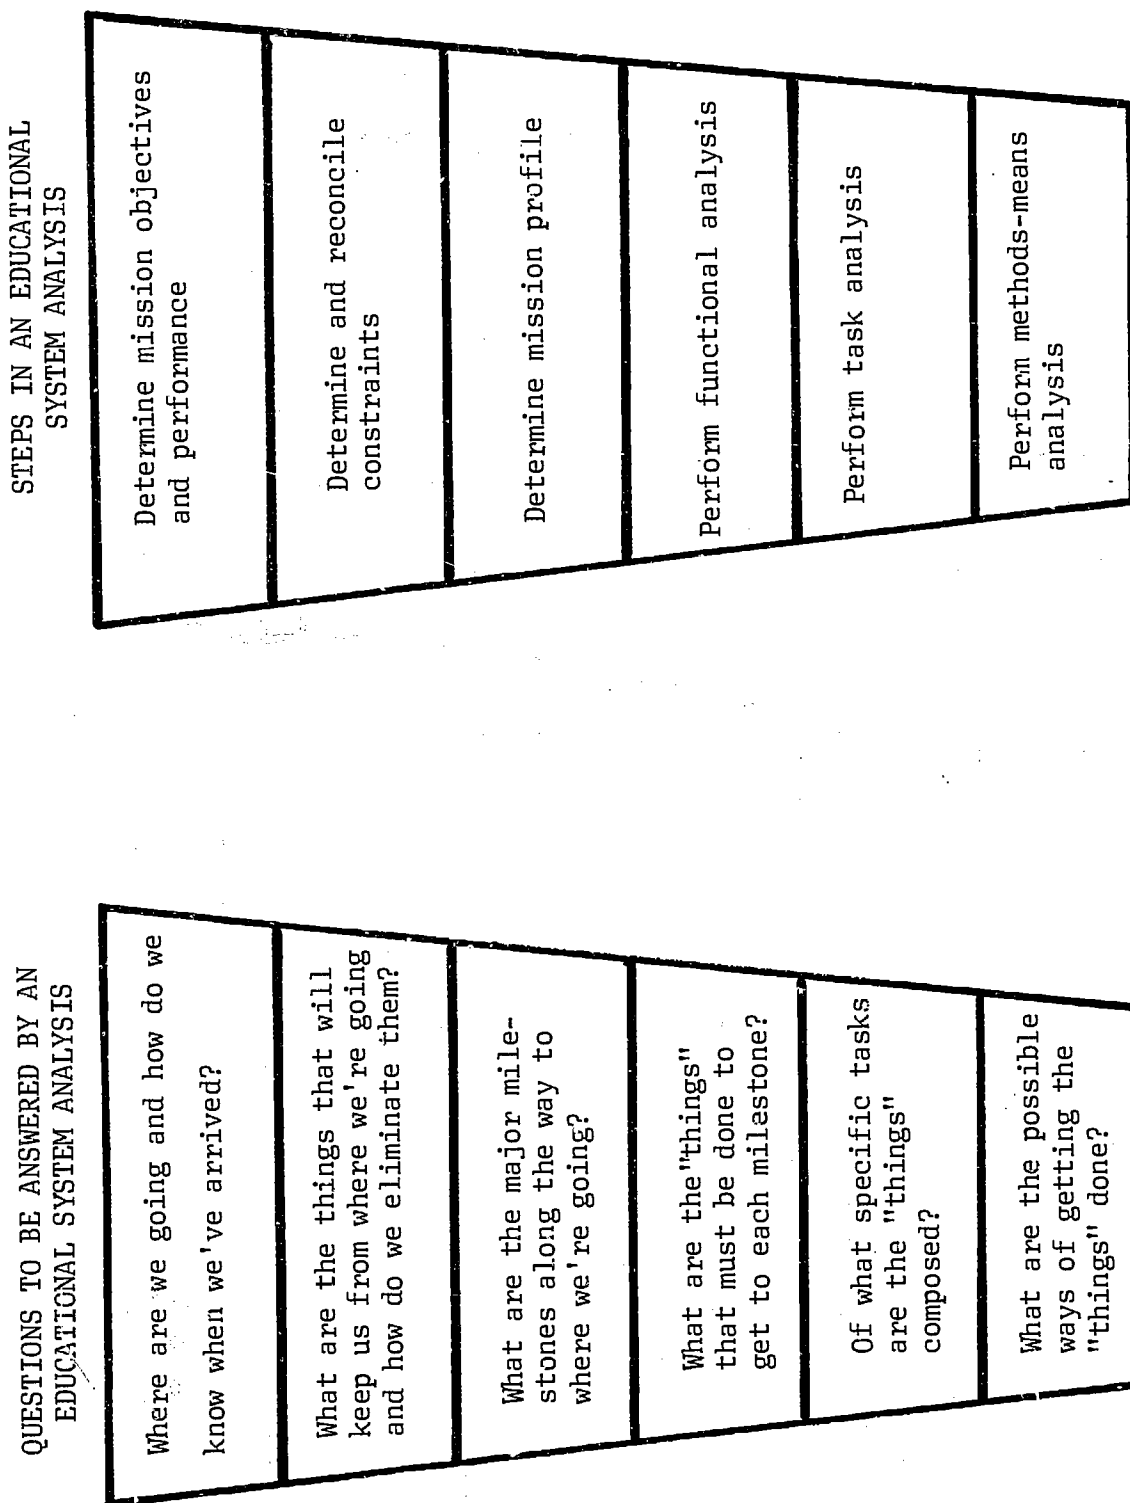 QUESTIONS TO BE ANSWERED BY AN
EDUCATIONAL SYSTEM ANALYSIS
Where are we going and how do we
know when we've arrived?
What are the things that will
keep us from where we're going
and how do we eliminate them?
What are the major mile-
stones along the way to
where we're going?
What are the "things"
that must be done to
get to each milestone?
Of what specific tasks
are the "things"
composed?
What are the possible
ways of getting the
"things" done?
STEPS IN AN EDUCATIONAL
SYSTEM ANALYSIS
Determine mission objectives
and performance
Determine and reconcile
constraints
Determine mission profile
Perform functional analysis
Perform task analysis
Perform methods-means
analysis